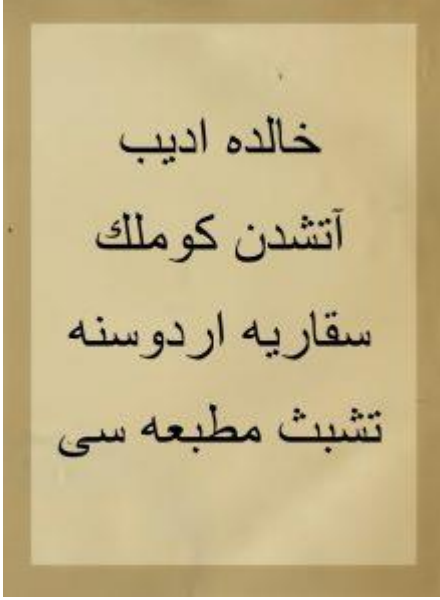 خالده اديب
آتشدن كوملك
سقاريه اردوسنه
تشبث مطبعه سى